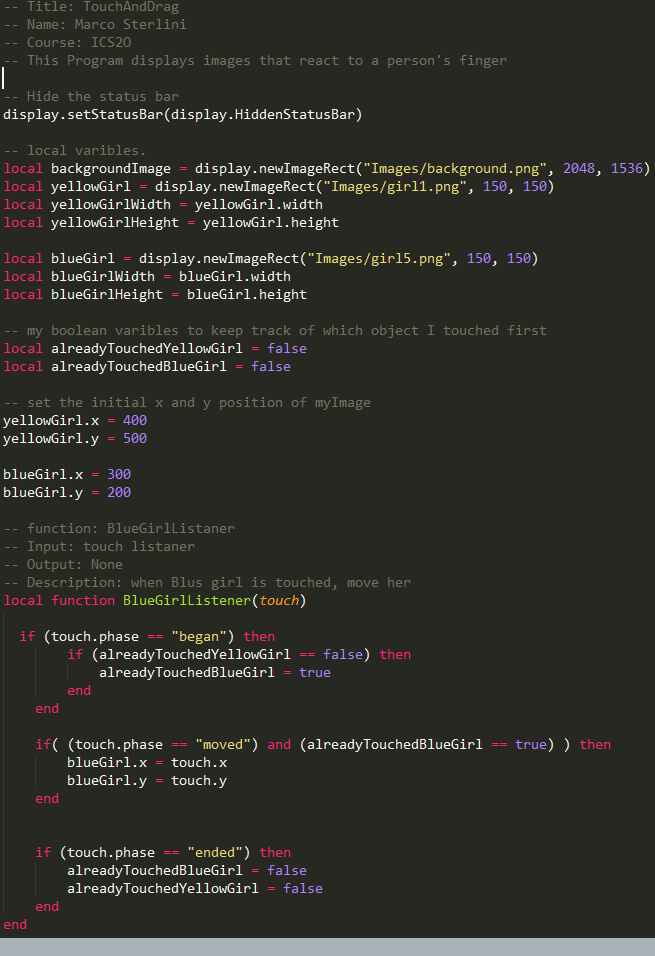 -- Title: TouchAndDrag
-- Name: Marco Sterlini
-- Course: ICS2O
-- This Program displays images that react to a person's finger
-- Hide the status bar
display.setStatusBar(display.HiddenStatusBar)
-- local varibles.
local backgroundImage = display.newImageRect("Images/background.png", 2048, 1536)
local yellowGirl = display.newImageRect("Images/girl1.png", 150, 150)
local yellowGirlWidth = yellowGirl.width
local yellowGirlHeight = yellowGirl.height
local blueGirl = display.newImageRect("Images/girl5.png", 150, 150)
local blueGirlWidth = blueGirl.width
local blueGirlHeight = blueGirl.height
-- my boolean varibles to keep track of which object I touched first
local alreadyTouchedYellowGirl = false
local alreadyTouchedBlueGirl = false
-- set the initial x and y position of myImage
yellowGirl.x = 400
yellowGirl.y = 500
blueGirl.x = 300
blueGirl.y = 200
-- function: BlueGirlListaner
-- Input: touch listaner
-- Output: None
-- Description: when Blus girl is touched, move her
local function BlueGirlListener(touch)
if (touch.phase == "began") then
if (alreadyTouchedYellowGirl == false) then
alreadyTouchedBlueGirl = true
end
end
if( (touch.phase == "moved") and (alreadyTouchedBlueGirl == true) ) then
blueGirl.x = touch.x
blueGirl.y = touch.y
end
if (touch.phase == "ended") then
alreadyTouchedBlueGirl = false
alreadyTouchedYellowGirl = false
end
end